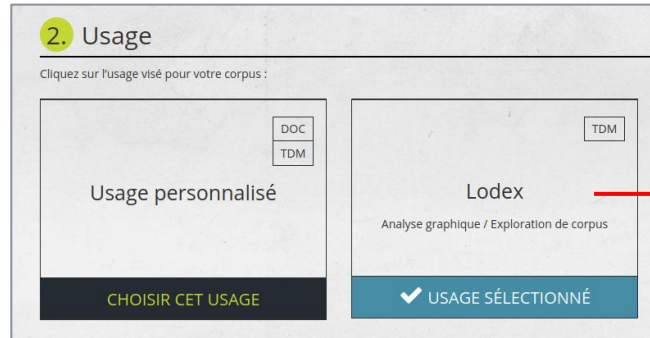 2. Usage
Cliquez sur l'usage visé pour votre corpus :
DOC
TDM
Usage personnalisé
CHOISIR CET USAGE
TDM
Lodex
Analyse graphique / Exploration de corpus
USAGE SÉLECTIONNÉ